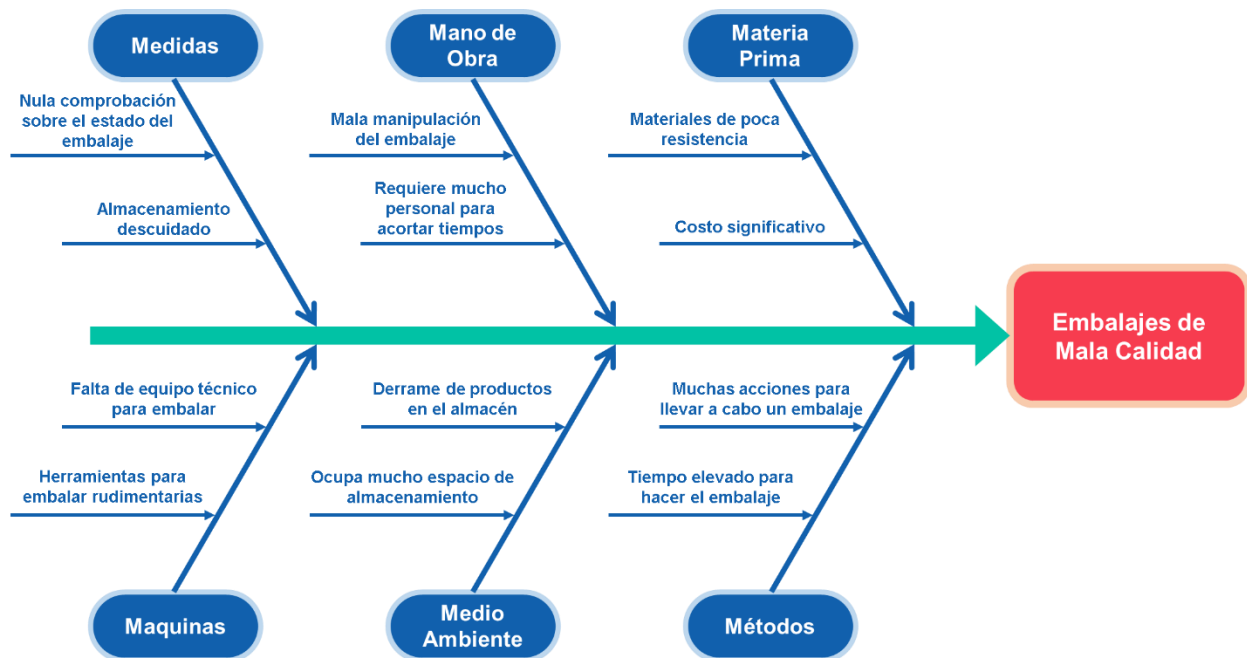 Medidas
Mano de
Obra
Materia
Prima
Nula comprobación
sobre el estado del
embalaje
Mala manipulación
del embalaje
Materiales de poca
resistencia
Almacenamiento
descuidado
Requiere mucho
personal para
acortar tiempos
Costo significativo
Embalajes de
Mala Calidad
Falta de equipo técnico
para embalar
Derrame de productos
en el almacén
Muchas acciones para
llevar a cabo un embalaje
Herramientas para
embalar rudimentarias
Ocupa mucho espacio de
almacenamiento
Tiempo elevado para
hacer el embalaje
Maquinas
Medio
Ambiente
Métodos